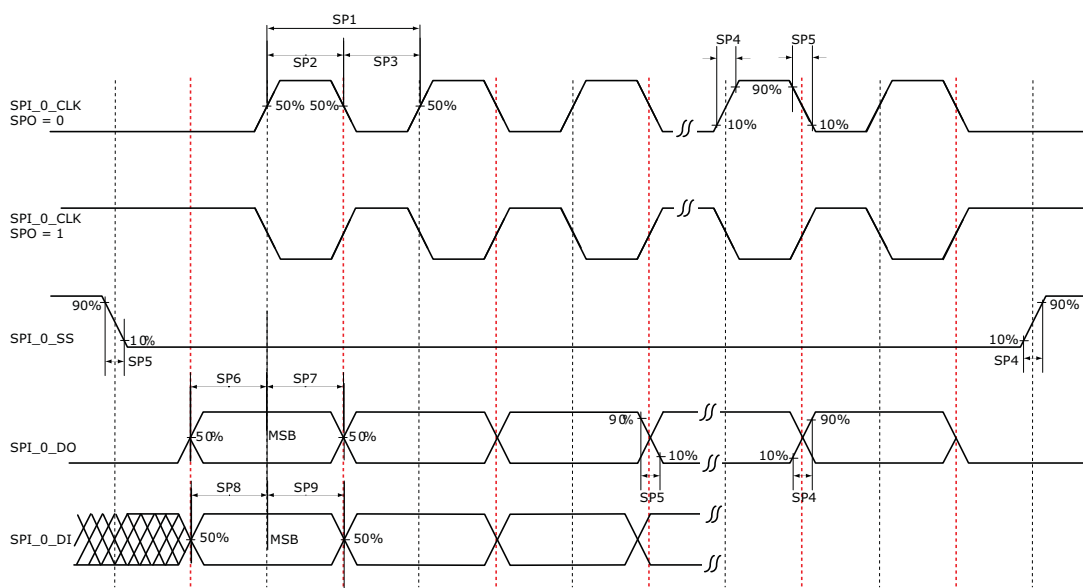 SP1
SP4 SP5
SP2 SP3
SPI_0_CLK
SPO = 0
50% 50% 50% 90%
10% 10%
SPI_0_CLK
SPO = 1
90% 90%
SPI_0_SS 10% 10%
SP5 SP4
SP6 SP7
90% 90%
50% MSB 50%
SPI_0_DO
10% 10%
SP8 SP9 SP5 SP4
SPI_0_DI 50% MSB 50%